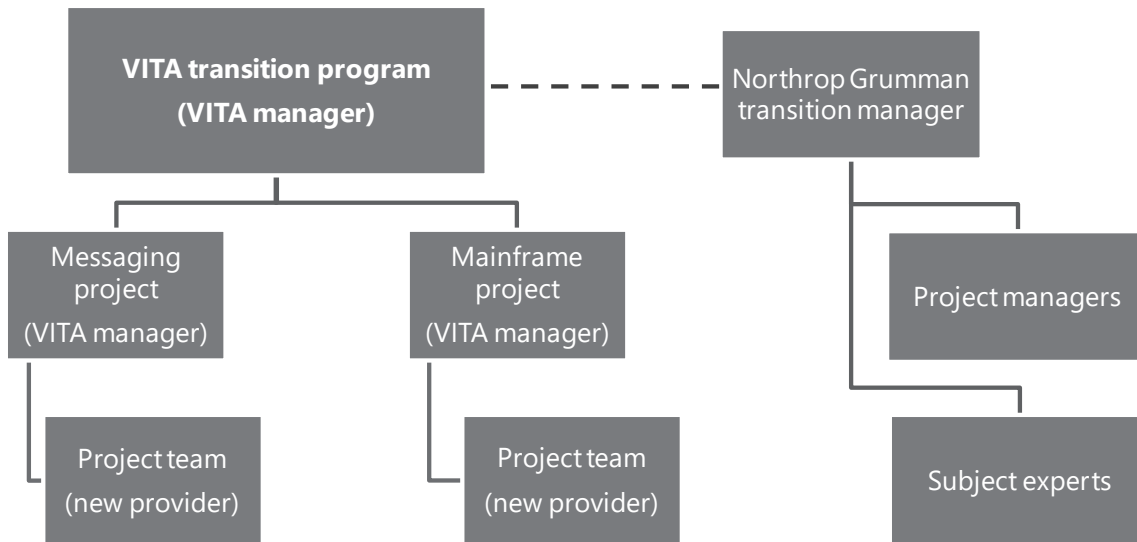 VITA transition program
(VITA manager)
Northrop Grumman
transition manager
Messaging
project
(VITA manager)
Mainframe
project
(VITA manager)
Project managers
Project team
(new provider)
Project team
(new provider)
Subject experts